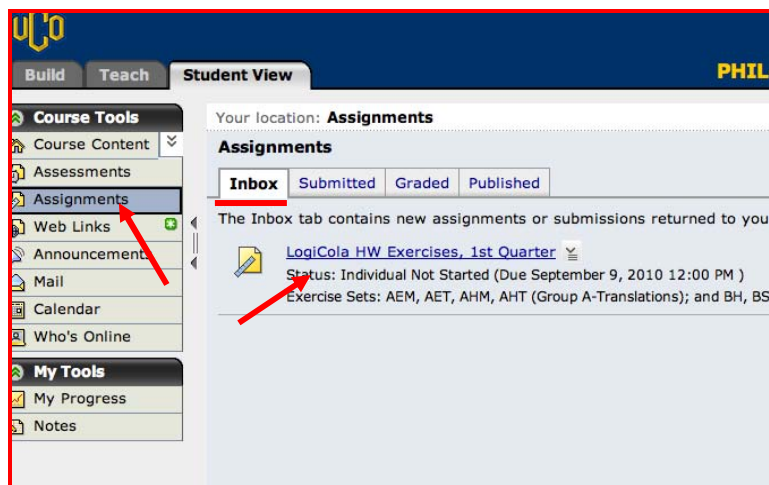 UCO
Build Teach Student View
PHIL
Course Tools
Course Content
Assessments
Assignments
Web Links
Announcements
Mail
Calendar
Who's Online
My Tools
My Progress
Notes
Your location: Assignments
Assignments
Inbox Submitted Graded Published
The Inbox tab contains new assignments or submissions returned to you
LogiCola HW Exercises, 1st Quarter
Status: Individual Not Started (Due September 9, 2010 12:00 PM )
Exercise Sets: AEM, AET, AHM, AHT (Group A-Translations); and BH, BS